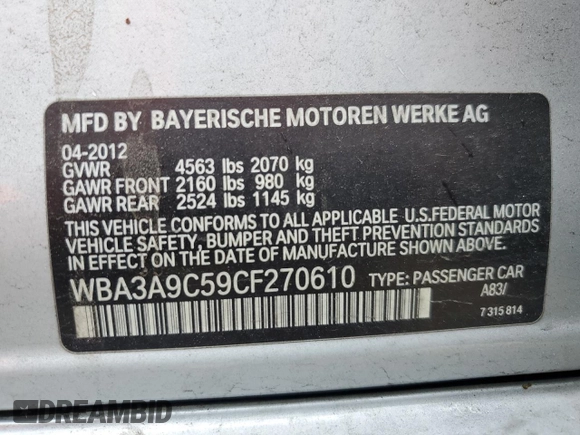 MFD BY BAYERISCHE MOTOREN WERKE AG
04-2012
GVWR 4563 lbs 2070 kg
GAWR FRONT 2160 lbs 980 kg
GAWR REAR 2524 lbs 1145 kg
THIS VEHICLE CONFORMS TO ALL APPLICABLE U.S.FEDERAL MOTOR
VEHICLE SAFETY, BUMPER AND THEFT PREVENTION STANDARDS
IN EFFECT ON THE DATE OF MANUFACTURE SHOWN ABOVE.
WBA3A9C59CF270610 TYPE: PASSENGER CAR
A83/
7 315 814
DREAMBID